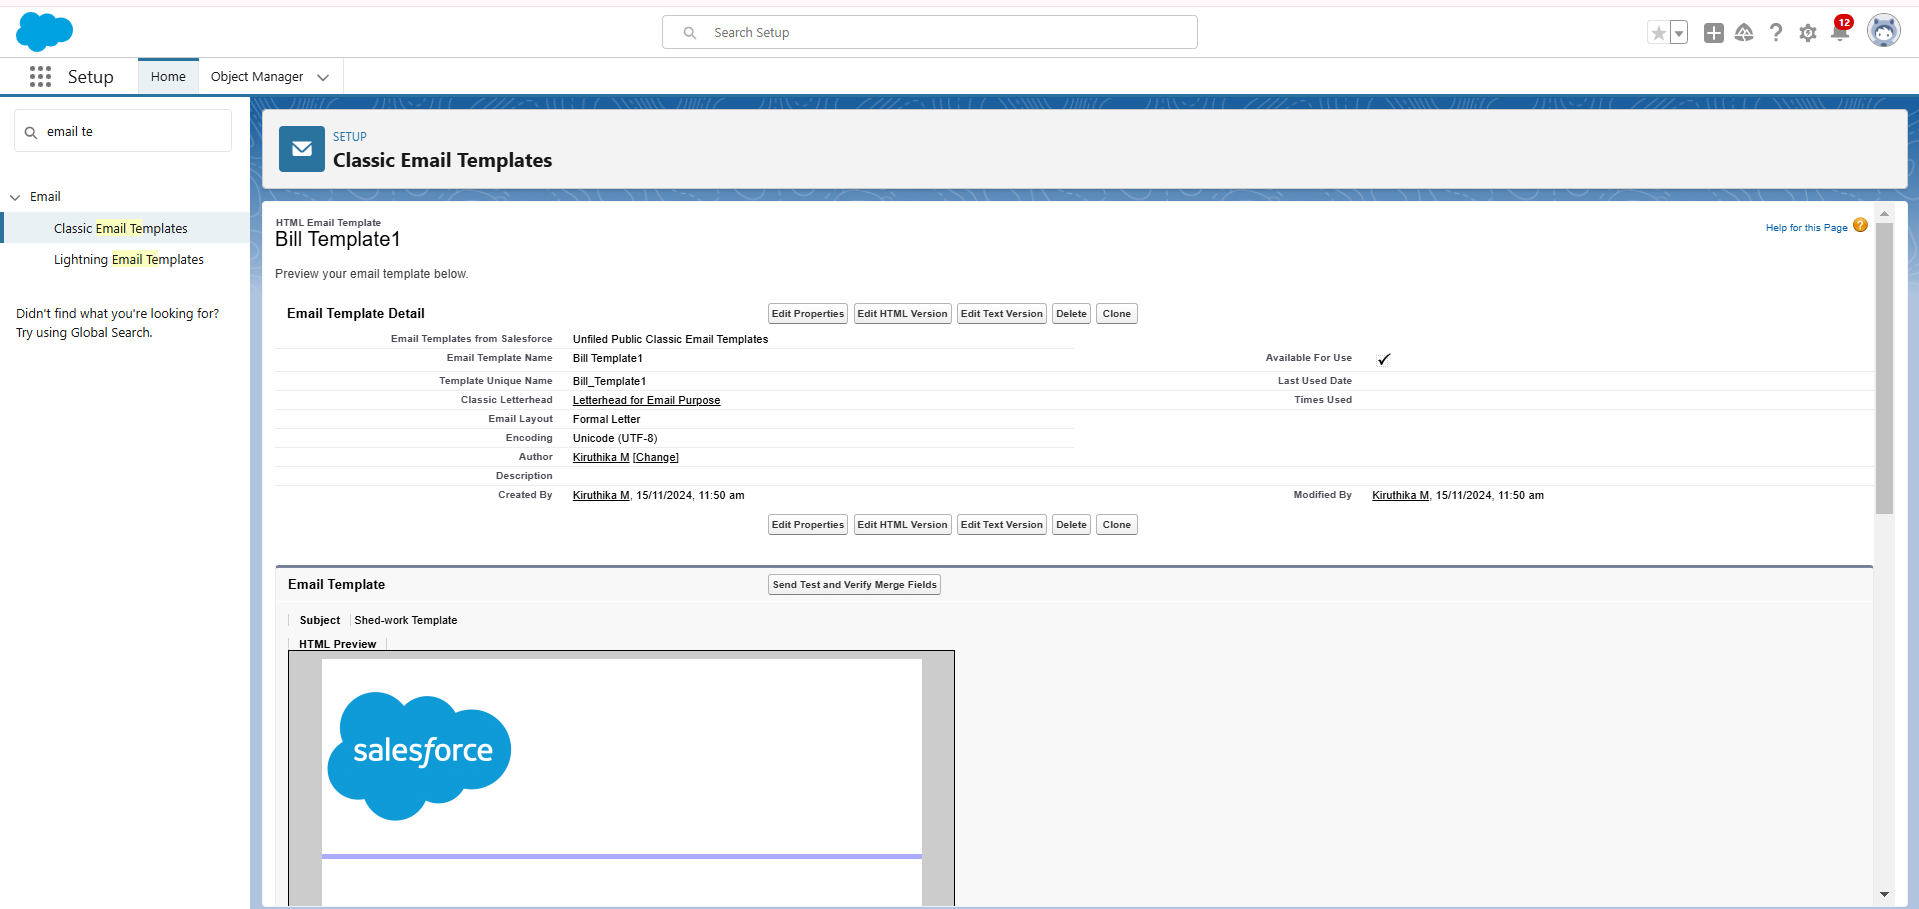 Search Setup
12
Setup
Home
Object Manager
email te
Email
Classic Email Templates
Lightning Email Templates
Didn't find what you're looking for?
Try using Global Search.
SETUP
Classic Email Templates
HTML Email Template
Bill Template1
Help for this Page ?
Preview your email template below.
Email Template Detail
Edit Properties Edit HTML Version Edit Text Version Delete Clone
Email Templates from Salesforce Unfiled Public Classic Email Templates
Email Template Name Bill Template1 Available For Use
Template Unique Name Bill_Template1 Last Used Date
Classic Letterhead Letterhead for Email Purpose Times Used
Email Layout Formal Letter
Encoding Unicode (UTF-8)
Author Kiruthika M [Change]
Description
Created By Kiruthika M, 15/11/2024, 11:50 am Modified By Kiruthika M, 15/11/2024, 11:50 am
Edit Properties Edit HTML Version Edit Text Version Delete Clone
Email Template Send Test and Verify Merge Fields
Subject Shed-work Template
HTML Preview
salesforce